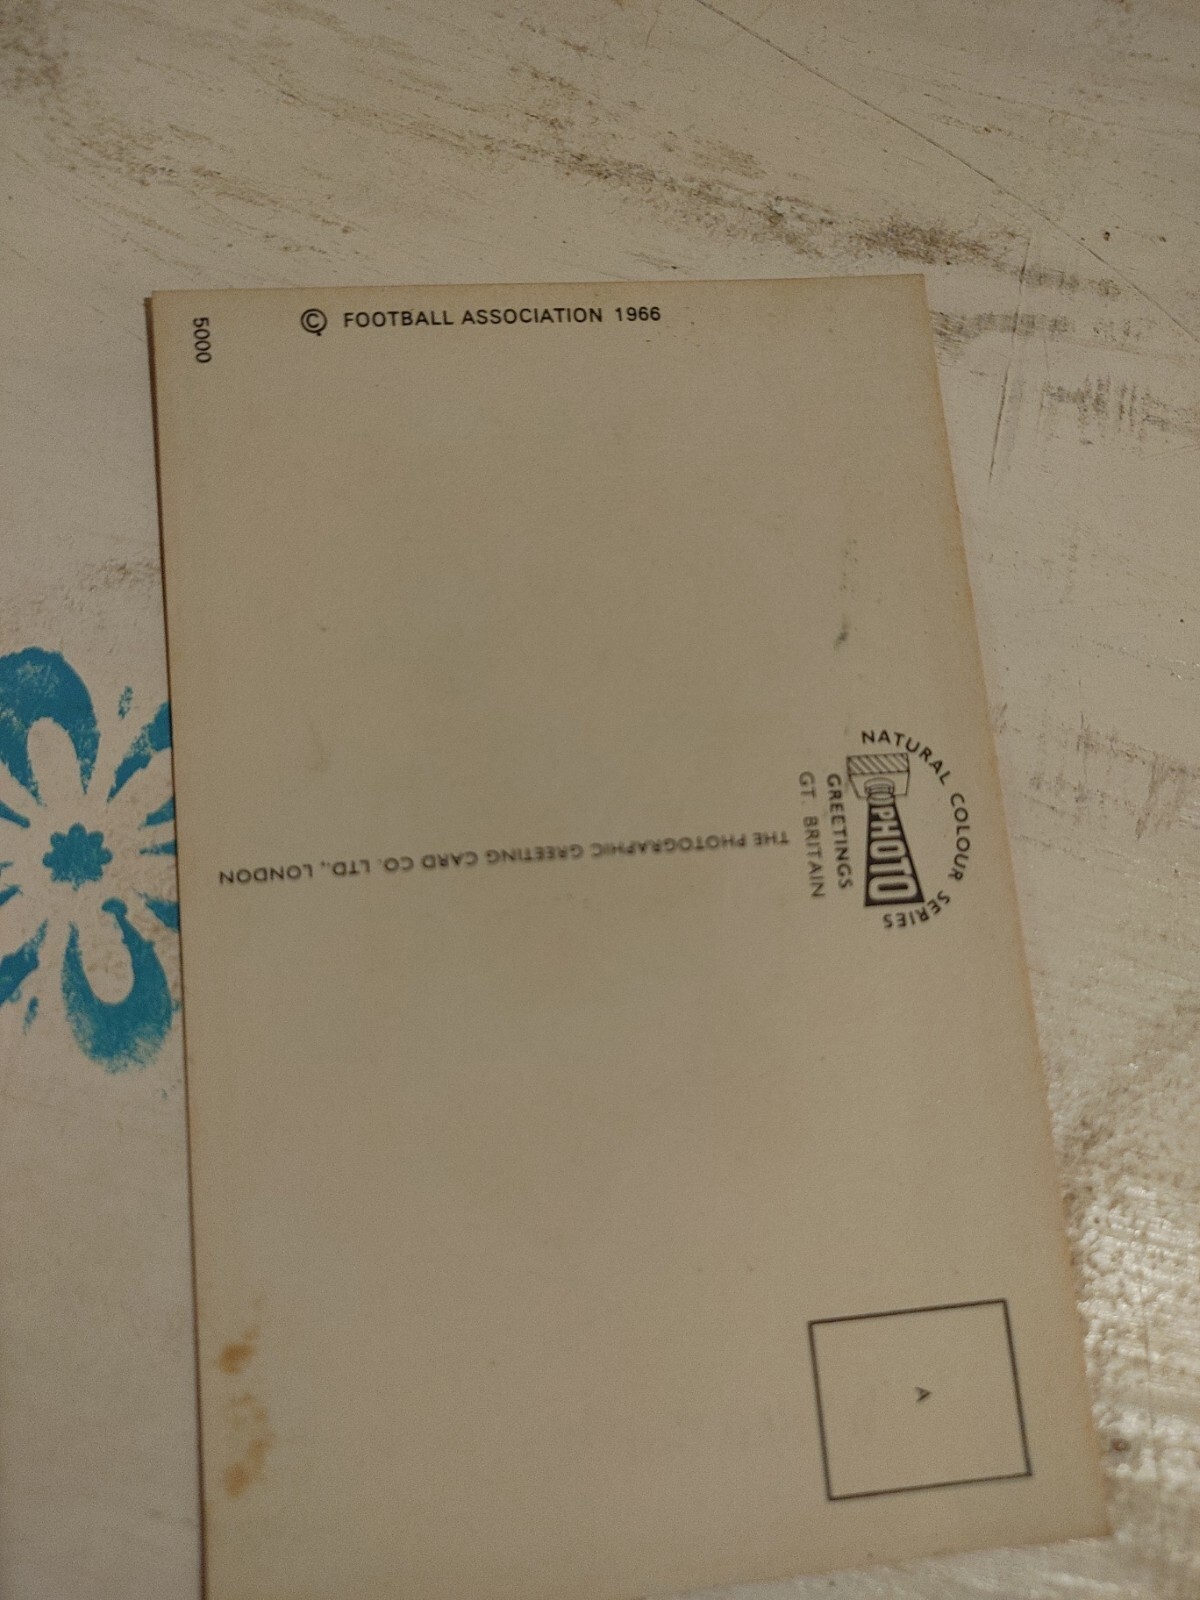 © FOOTBALL ASSOCIATION 1966
5000
NATURAL COLOUR SERIES
PHOTO
GREETINGS
GT. BRITAIN
THE PHOTOGRAPHIC GREETING CARD CO. LTD., LONDON
A